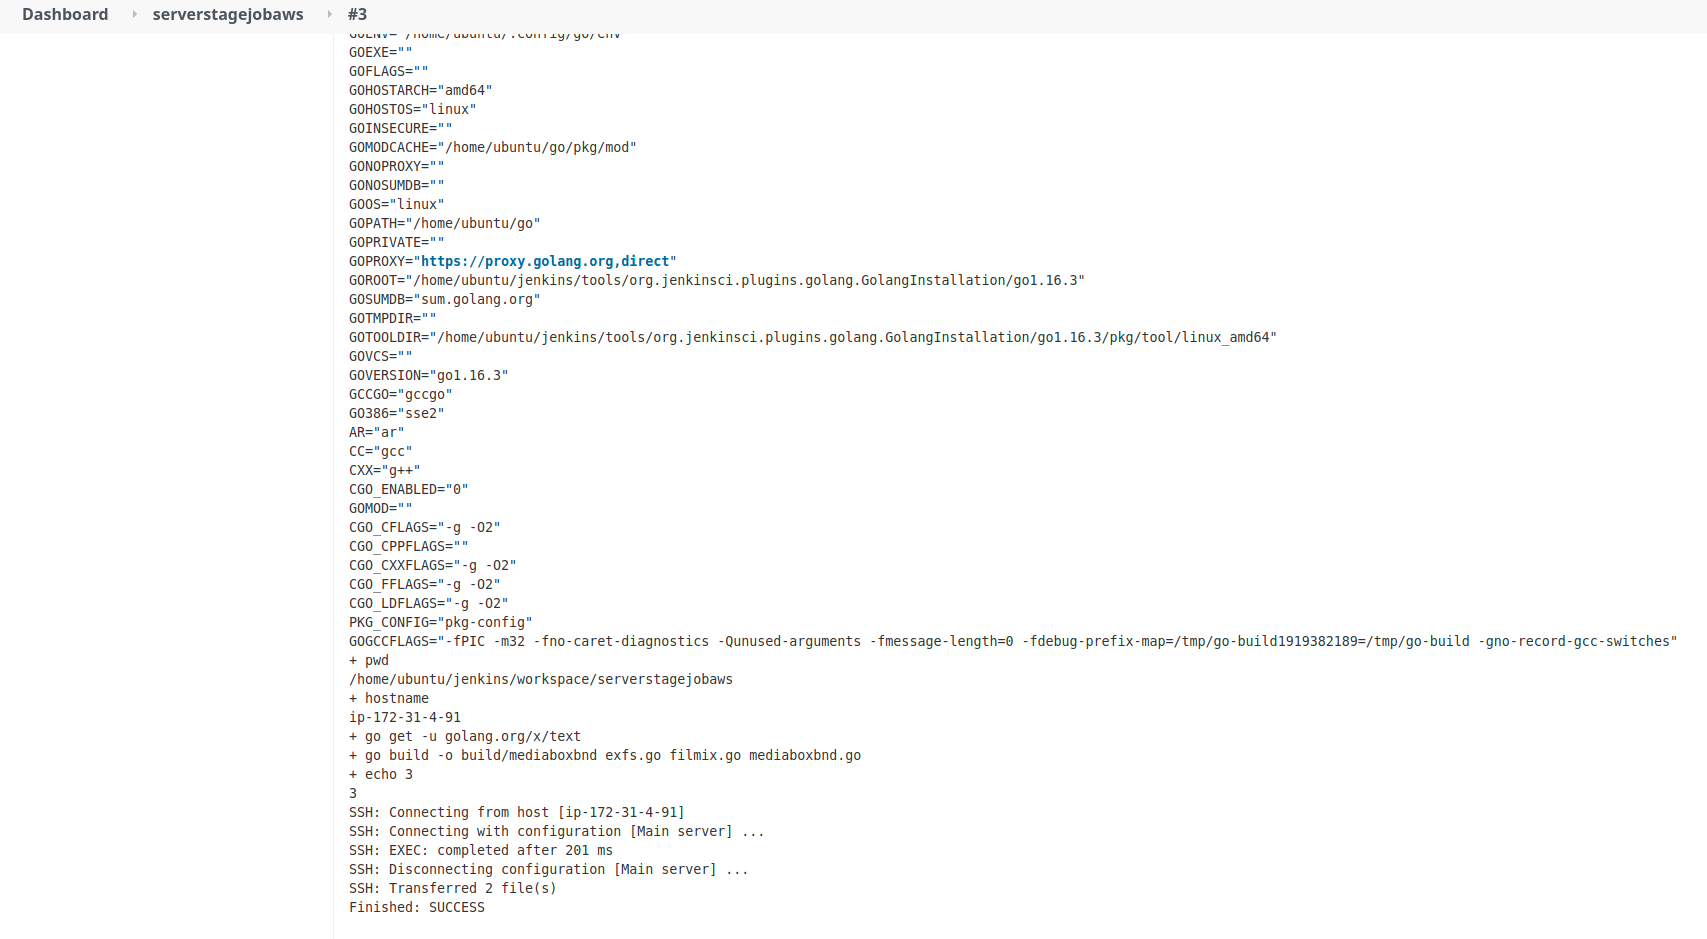 Dashboard serverstagejobaws #3
GOENV="/home/ubuntu/.config/go/env"
GOEXE=""
GOFLAGS=""
GOHOSTARCH="amd64"
GOHOSTOS="linux"
GOINSECURE=""
GOMODCACHE="/home/ubuntu/go/pkg/mod"
GONOPROXY=""
GONOSUMDB=""
GOOS="linux"
GOPATH="/home/ubuntu/go"
GOPRIVATE=""
GOPROXY="https://proxy.golang.org,direct"
GOROOT="/home/ubuntu/jenkins/tools/org.jenkinsci.plugins.golang.GolangInstallation/go1.16.3"
GOSUMDB="sum.golang.org"
GOTMPDIR=""
GOTOOLDIR="/home/ubuntu/jenkins/tools/org.jenkinsci.plugins.golang.GolangInstallation/go1.16.3/pkg/tool/linux_amd64"
GOVCS=""
GOVERSION="go1.16.3"
GCCGO="gccgo"
GO386="sse2"
AR="ar"
CC="gcc"
CXX="g++"
CGO_ENABLED="0"
GOMOD=""
CGO_CFLAGS="-g -O2"
CGO_CPPFLAGS=""
CGO_CXXFLAGS="-g -O2"
CGO_FFLAGS="-g -O2"
CGO_LDFLAGS="-g -O2"
PKG_CONFIG="pkg-config"
GOGCCFLAGS="-fPIC -m32 -fno-caret-diagnostics -Qunused-arguments -fmessage-length=0 -fdebug-prefix-map=/tmp/go-build1919382189=/tmp/go-build -gno-record-gcc-switches"
+ pwd
/home/ubuntu/jenkins/workspace/serverstagejobaws
+ hostname
ip-172-31-4-91
+ go get -u golang.org/x/text
+ go build -o build/mediaboxbnd exfs.go filmix.go mediaboxbnd.go
+ echo 3
3
SSH: Connecting from host [ip-172-31-4-91]
SSH: Connecting with configuration [Main server] ...
SSH: EXEC: completed after 201 ms
SSH: Disconnecting configuration [Main server] ...
SSH: Transferred 2 file(s)
Finished: SUCCESS